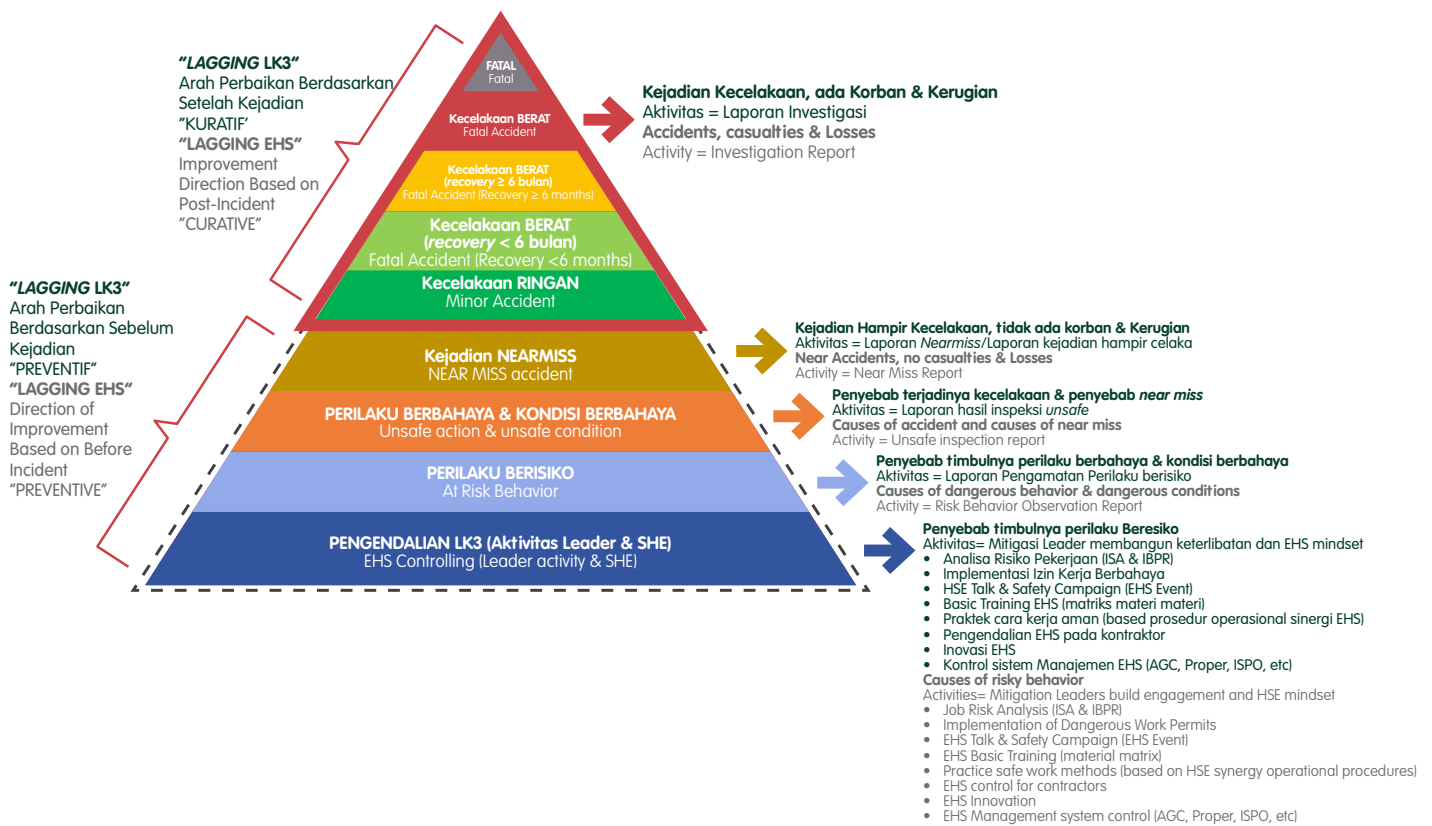 "LAGGING LK3"
Arah Perbaikan Berdasarkan
Setelah Kejadian
"KURATIF'
"LAGGING EHS"
Improvement
Direction Based on
Post-Incident
"CURATIVE"
"LAGGING LK3"
Arah Perbaikan
Berdasarkan Sebelum
Kejadian
"PREVENTIF"
"LAGGING EHS"
Direction of
Improvement
Based on Before
Incident
"PREVENTIVE"
FATAL
Fatal
Kecelakaan BERAT
Fatal Accident
Kecelakaan BERAT
(recovery ≥ 6 bulan)
Fatal Accident (Recovery ≥ 6 months)
Kecelakaan BERAT
(recovery < 6 bulan)
Fatal Accident (Recovery <6 months)
Kecelakaan RINGAN
Minor Accident
Kejadian NEARMISS
NEAR MISS accident
PERILAKU BERBAHAYA & KONDISI BERBAHAYA
Unsafe action & unsafe condition
PERILAKU BERISIKO
At Risk Behavior
PENGENDALIAN LK3 (Aktivitas Leader & SHE)
EHS Controlling (Leader activity & SHE)
Kejadian Kecelakaan, ada Korban & Kerugian
Aktivitas = Laporan Investigasi
Accidents, casualties & Losses
Activity = Investigation Report
Kejadian Hampir Kecelakaan, tidak ada korban & Kerugian
Aktivitas = Laporan Nearmiss/Laporan kejadian hampir celaka
Near Accidents, no casualties & Losses
Activity = Near Miss Report
Penyebab terjadinya kecelakaan & penyebab near miss
Aktivitas = Laporan hasil inspeksi unsafe
Causes of accident and causes of near miss
Activity = Unsafe inspection report
Penyebab timbulnya perilaku berbahaya & kondisi berbahaya
Aktivitas = Laporan Pengamatan Perilaku berisiko
Causes of dangerous behavior & dangerous conditions
Activity = Risk Behavior Observation Report
Penyebab timbulnya perilaku Beresiko
Aktivitas= Mitigasi Leader membangun keterlibatan dan EHS mindset
• Analisa Risiko Pekerjaan (ISA & IBPR)
• Implementasi Izin Kerja Berbahaya
• HSE Talk & Safety Campaign (EHS Event)
• Basic Training EHS (matriks materi materi)
• Praktek cara kerja aman (based prosedur operasional sinergi EHS)
• Pengendalian EHS pada kontraktor
• Inovasi EHS
• Kontrol sistem Manajemen EHS (AGC, Proper, ISPO, etc)
Causes of risky behavior
Activities= Mitigation Leaders build engagement and HSE mindset
• Job Risk Analysis (ISA & IBPR)
• Implementation of Dangerous Work Permits
• EHS Talk & Safety Campaign (EHS Event)
• EHS Basic Training (material matrix)
• Practice safe work methods (based on HSE synergy operational procedures)
• EHS control for contractors
• EHS Innovation
• EHS Management system control (AGC, Proper, ISPO, etc)